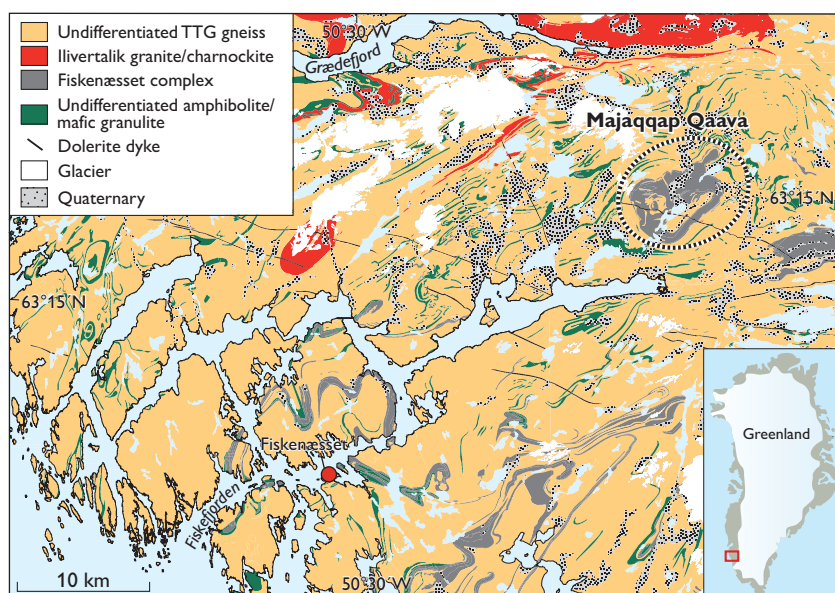 Undifferentiated TTG gneiss
Ilivertalik granite/charnockite
Fiskenæsset complex
Undifferentiated amphibolite/
mafic granulite
Dolerite dyke
Glacier
Quaternary
50°30 W
Grædefjord
Majaqqap Qaava
63°15 N
63°15 N
Fiskenæsset
Fiskefjorden
Greenland
10 km
50°30 W